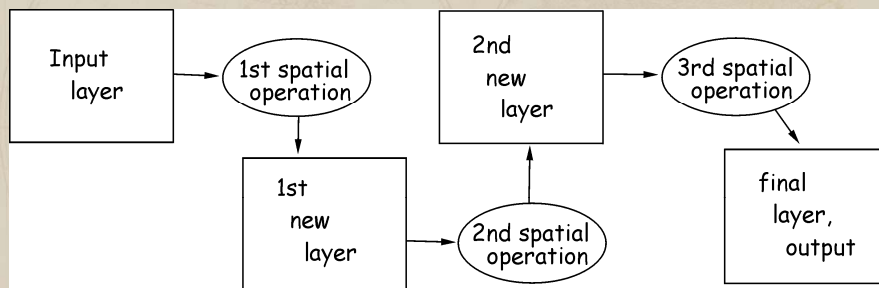 Input
layer
1st spatial
operation
1st
new
layer
2nd spatial
operation
2nd
new
layer
3rd spatial
operation
final
layer,
output